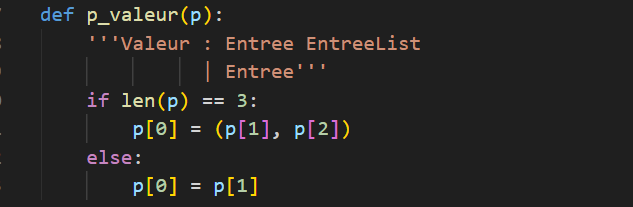 def p_valeur(p):
    '''Valeur : Entree EntreeList
              | Entree'''
    if len(p) == 3:
        p[0] = (p[1], p[2])
    else:
        p[0] = p[1]